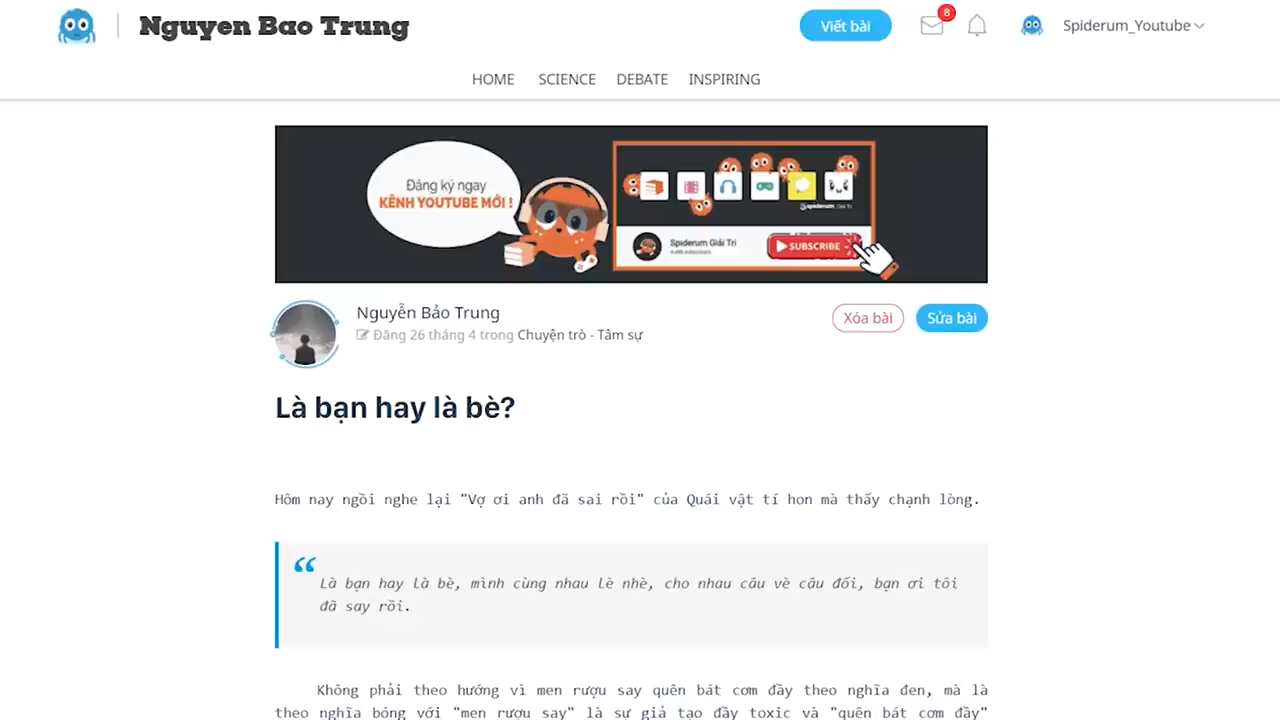 Nguyen Bao Trung
Viết bài
8
Spiderum_Youtube
HOME SCIENCE DEBATE INSPIRING
Đăng ký ngay
KÊNH YOUTUBE MỚI !
Spiderum Giải Trí
SUBSCRIBE
Nguyễn Bảo Trung
Đăng 26 tháng 4 trong Chuyện trò - Tâm sự
Xóa bài
Sửa bài
Là bạn hay là bè?
Hôm nay ngồi nghe lại "Vợ ơi anh đã sai rồi" của Quái vật tí hon mà thấy chạnh lòng.
Là bạn hay là bè, mình cùng nhau lè nhè, cho nhau câu vè câu đối, bạn ơi tôi
đã say rồi.
Không phải theo hướng vì men rượu say quên bát cơm đầy theo nghĩa đen, mà là
theo nghĩa bóng với "men rượu say" là sự giả tạo đầy toxic và "quên bát cơm đầy"